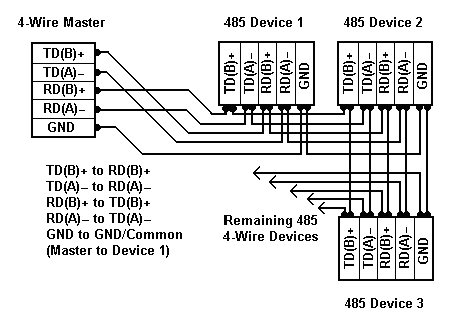 4-Wire Master
485 Device 1
485 Device 2
TD(B)+
TD(A)−
RD(B)+
RD(A)−
GND
TD(B)+
TD(A)−
RD(B)+
RD(A)−
GND
TD(B)+
TD(A)−
RD(B)+
RD(A)−
GND
TD(B)+ to RD(B)+
TD(A)− to RD(A)−
RD(B)+ to TD(B)+
RD(A)− to TD(A)−
GND to GND/Common
(Master to Device 1)
Remaining 485
4-Wire Devices
TD(B)+
TD(A)−
RD(B)+
RD(A)−
GND
485 Device 3